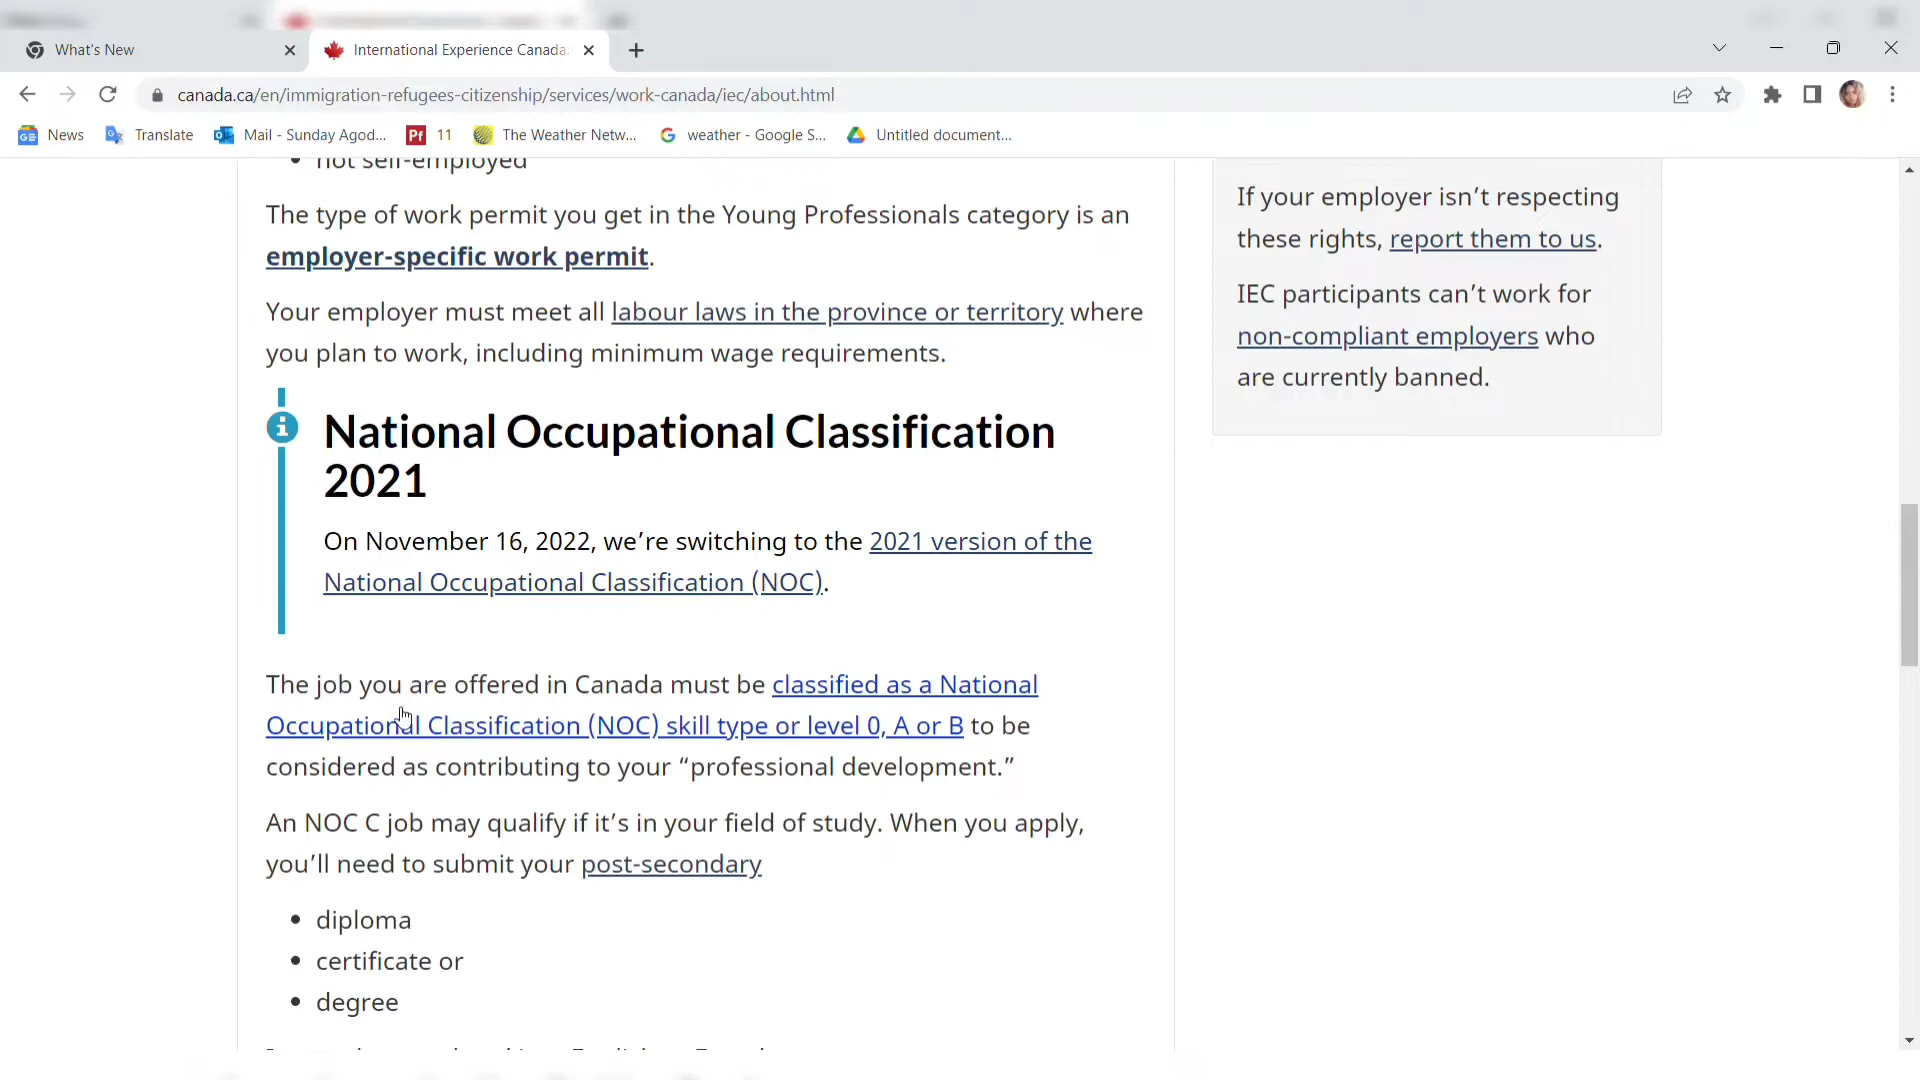 What's New
International Experience Canada:
canada.ca/en/immigration-refugees-citizenship/services/work-canada/iec/about.html
News
Translate
Mail - Sunday Agod...
Pf 11
The Weather Netw...
G weather - Google S...
Untitled document...
• not self-employed
The type of work permit you get in the Young Professionals category is an
employer-specific work permit.
Your employer must meet all labour laws in the province or territory where
you plan to work, including minimum wage requirements.
National Occupational Classification
2021
On November 16, 2022, we’re switching to the 2021 version of the
National Occupational Classification (NOC).
The job you are offered in Canada must be classified as a National
Occupational Classification (NOC) skill type or level 0, A or B to be
considered as contributing to your “professional development.”
An NOC C job may qualify if it’s in your field of study. When you apply,
you’ll need to submit your post-secondary
• diploma
• certificate or
• degree
If your employer isn’t respecting
these rights, report them to us.
IEC participants can’t work for
non-compliant employers who
are currently banned.